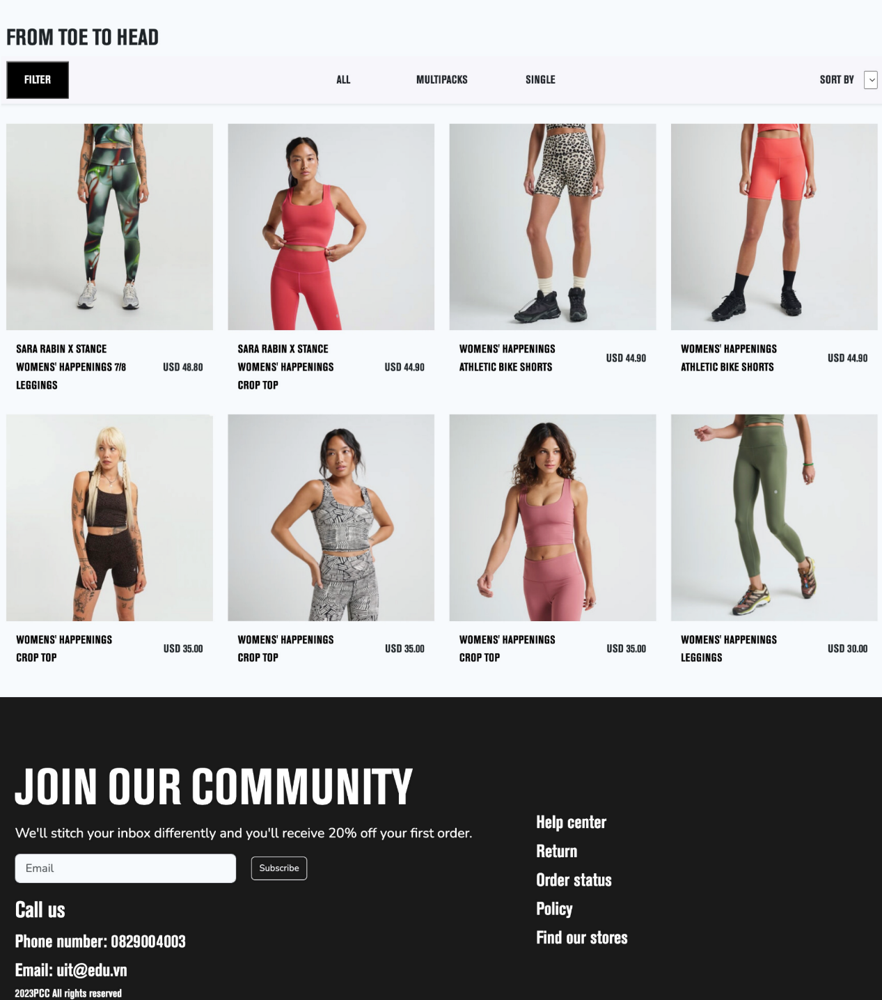 FROM TOE TO HEAD
FILTER
ALL
MULTIPACKS
SINGLE
SORT BY
SARA RABIN X STANCE
WOMENS' HAPPENINGS 7/8
LEGGINGS
USD 48.80
SARA RABIN X STANCE
WOMENS' HAPPENINGS
CROP TOP
USD 44.90
WOMENS' HAPPENINGS
ATHLETIC BIKE SHORTS
USD 44.90
WOMENS' HAPPENINGS
ATHLETIC BIKE SHORTS
USD 44.90
WOMENS' HAPPENINGS
CROP TOP
USD 35.00
WOMENS' HAPPENINGS
CROP TOP
USD 35.00
WOMENS' HAPPENINGS
CROP TOP
USD 35.00
WOMENS' HAPPENINGS
LEGGINGS
USD 30.00
JOIN OUR COMMUNITY
We'll stitch your inbox differently and you'll receive 20% off your first order.
Email
Subscribe
Call us
Phone number: 0829004003
Email: uit@edu.vn
2023PCC All rights reserved
Help center
Return
Order status
Policy
Find our stores